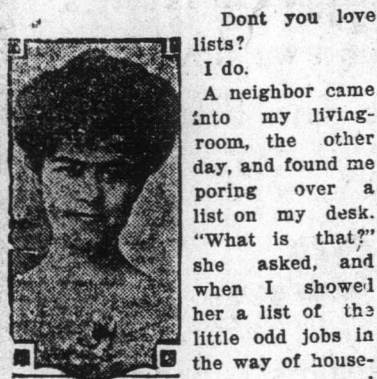 Dont you love
lists?
I do.
A neighbor came
into my living-
room, the other
day, and found me
poring over a
list on my desk.
"What is that?"
she asked, and
when I showed
her a list of the
little odd jobs in
the way of house-